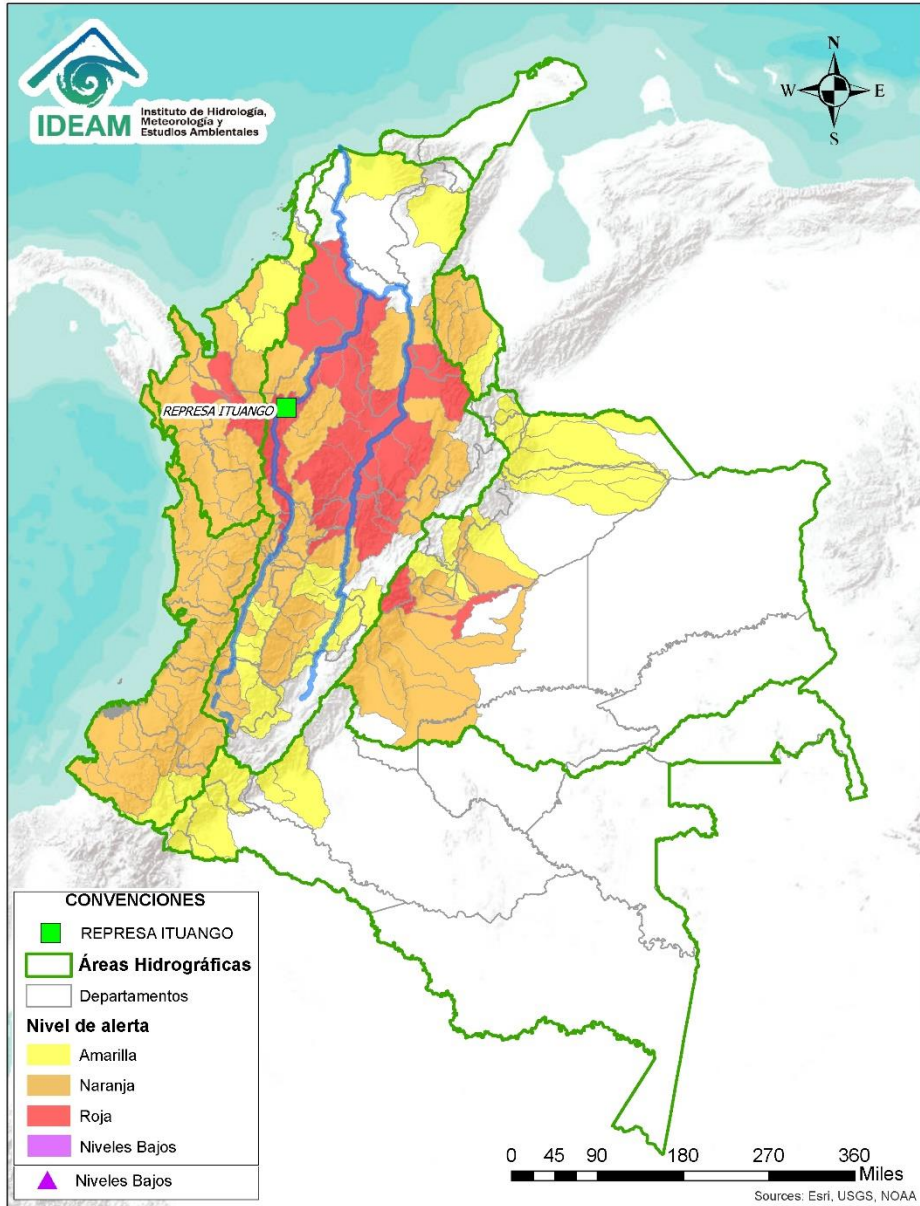 IDEAM
Instituto de Hidrología,
Meteorología y
Estudios Ambientales
N
W
E
S
REPRESA ITUANGO
CONVENCIONES
REPRESA ITUANGO
Áreas Hidrográficas
Departamentos
Nivel de alerta
Amarilla
Naranja
Roja
Niveles Bajos
Niveles Bajos
0 45 90 180 270 360
Miles
Sources: Esri, USGS, NOAA